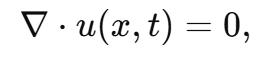 ∇ · u(x, t) = 0,